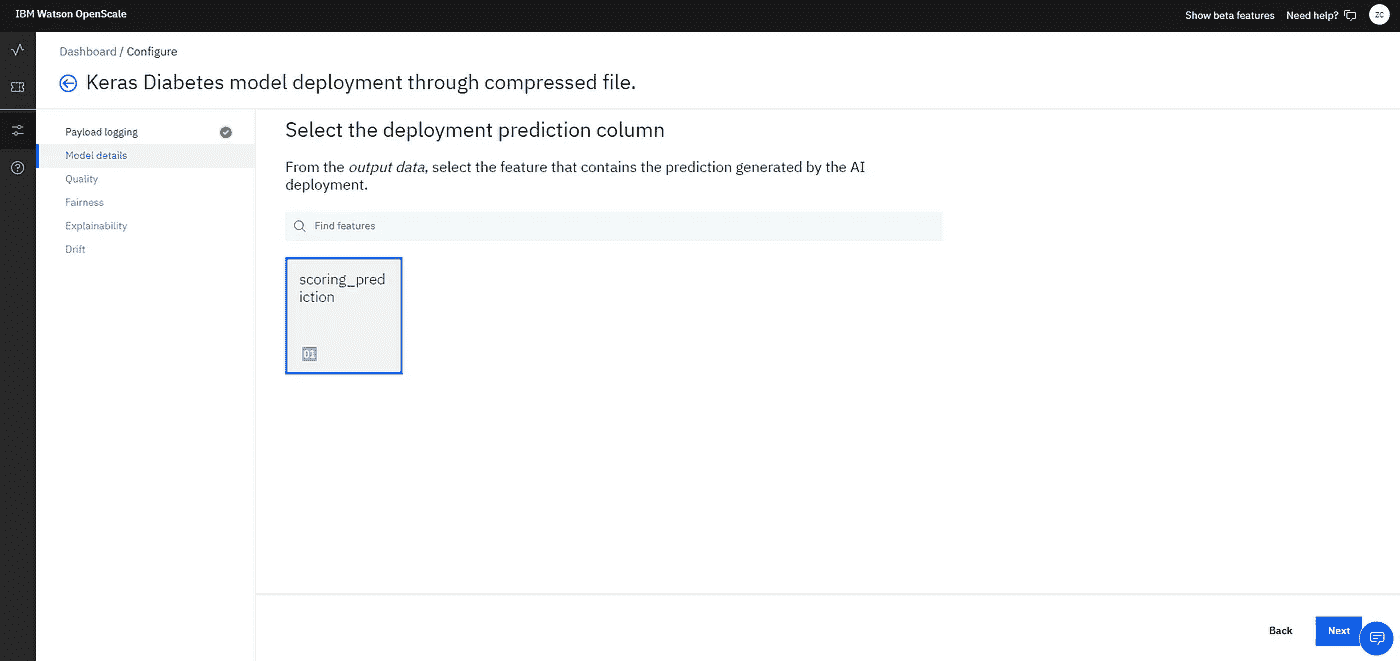 IBM Watson OpenScale
Show beta features Need help?
ZC
Dashboard / Configure
Keras Diabetes model deployment through compressed file.
Payload logging
Model details
Quality
Fairness
Explainability
Drift
Select the deployment prediction column
From the output data, select the feature that contains the prediction generated by the AI
deployment.
Find features
scoring_pred
iction
01
Back
Next